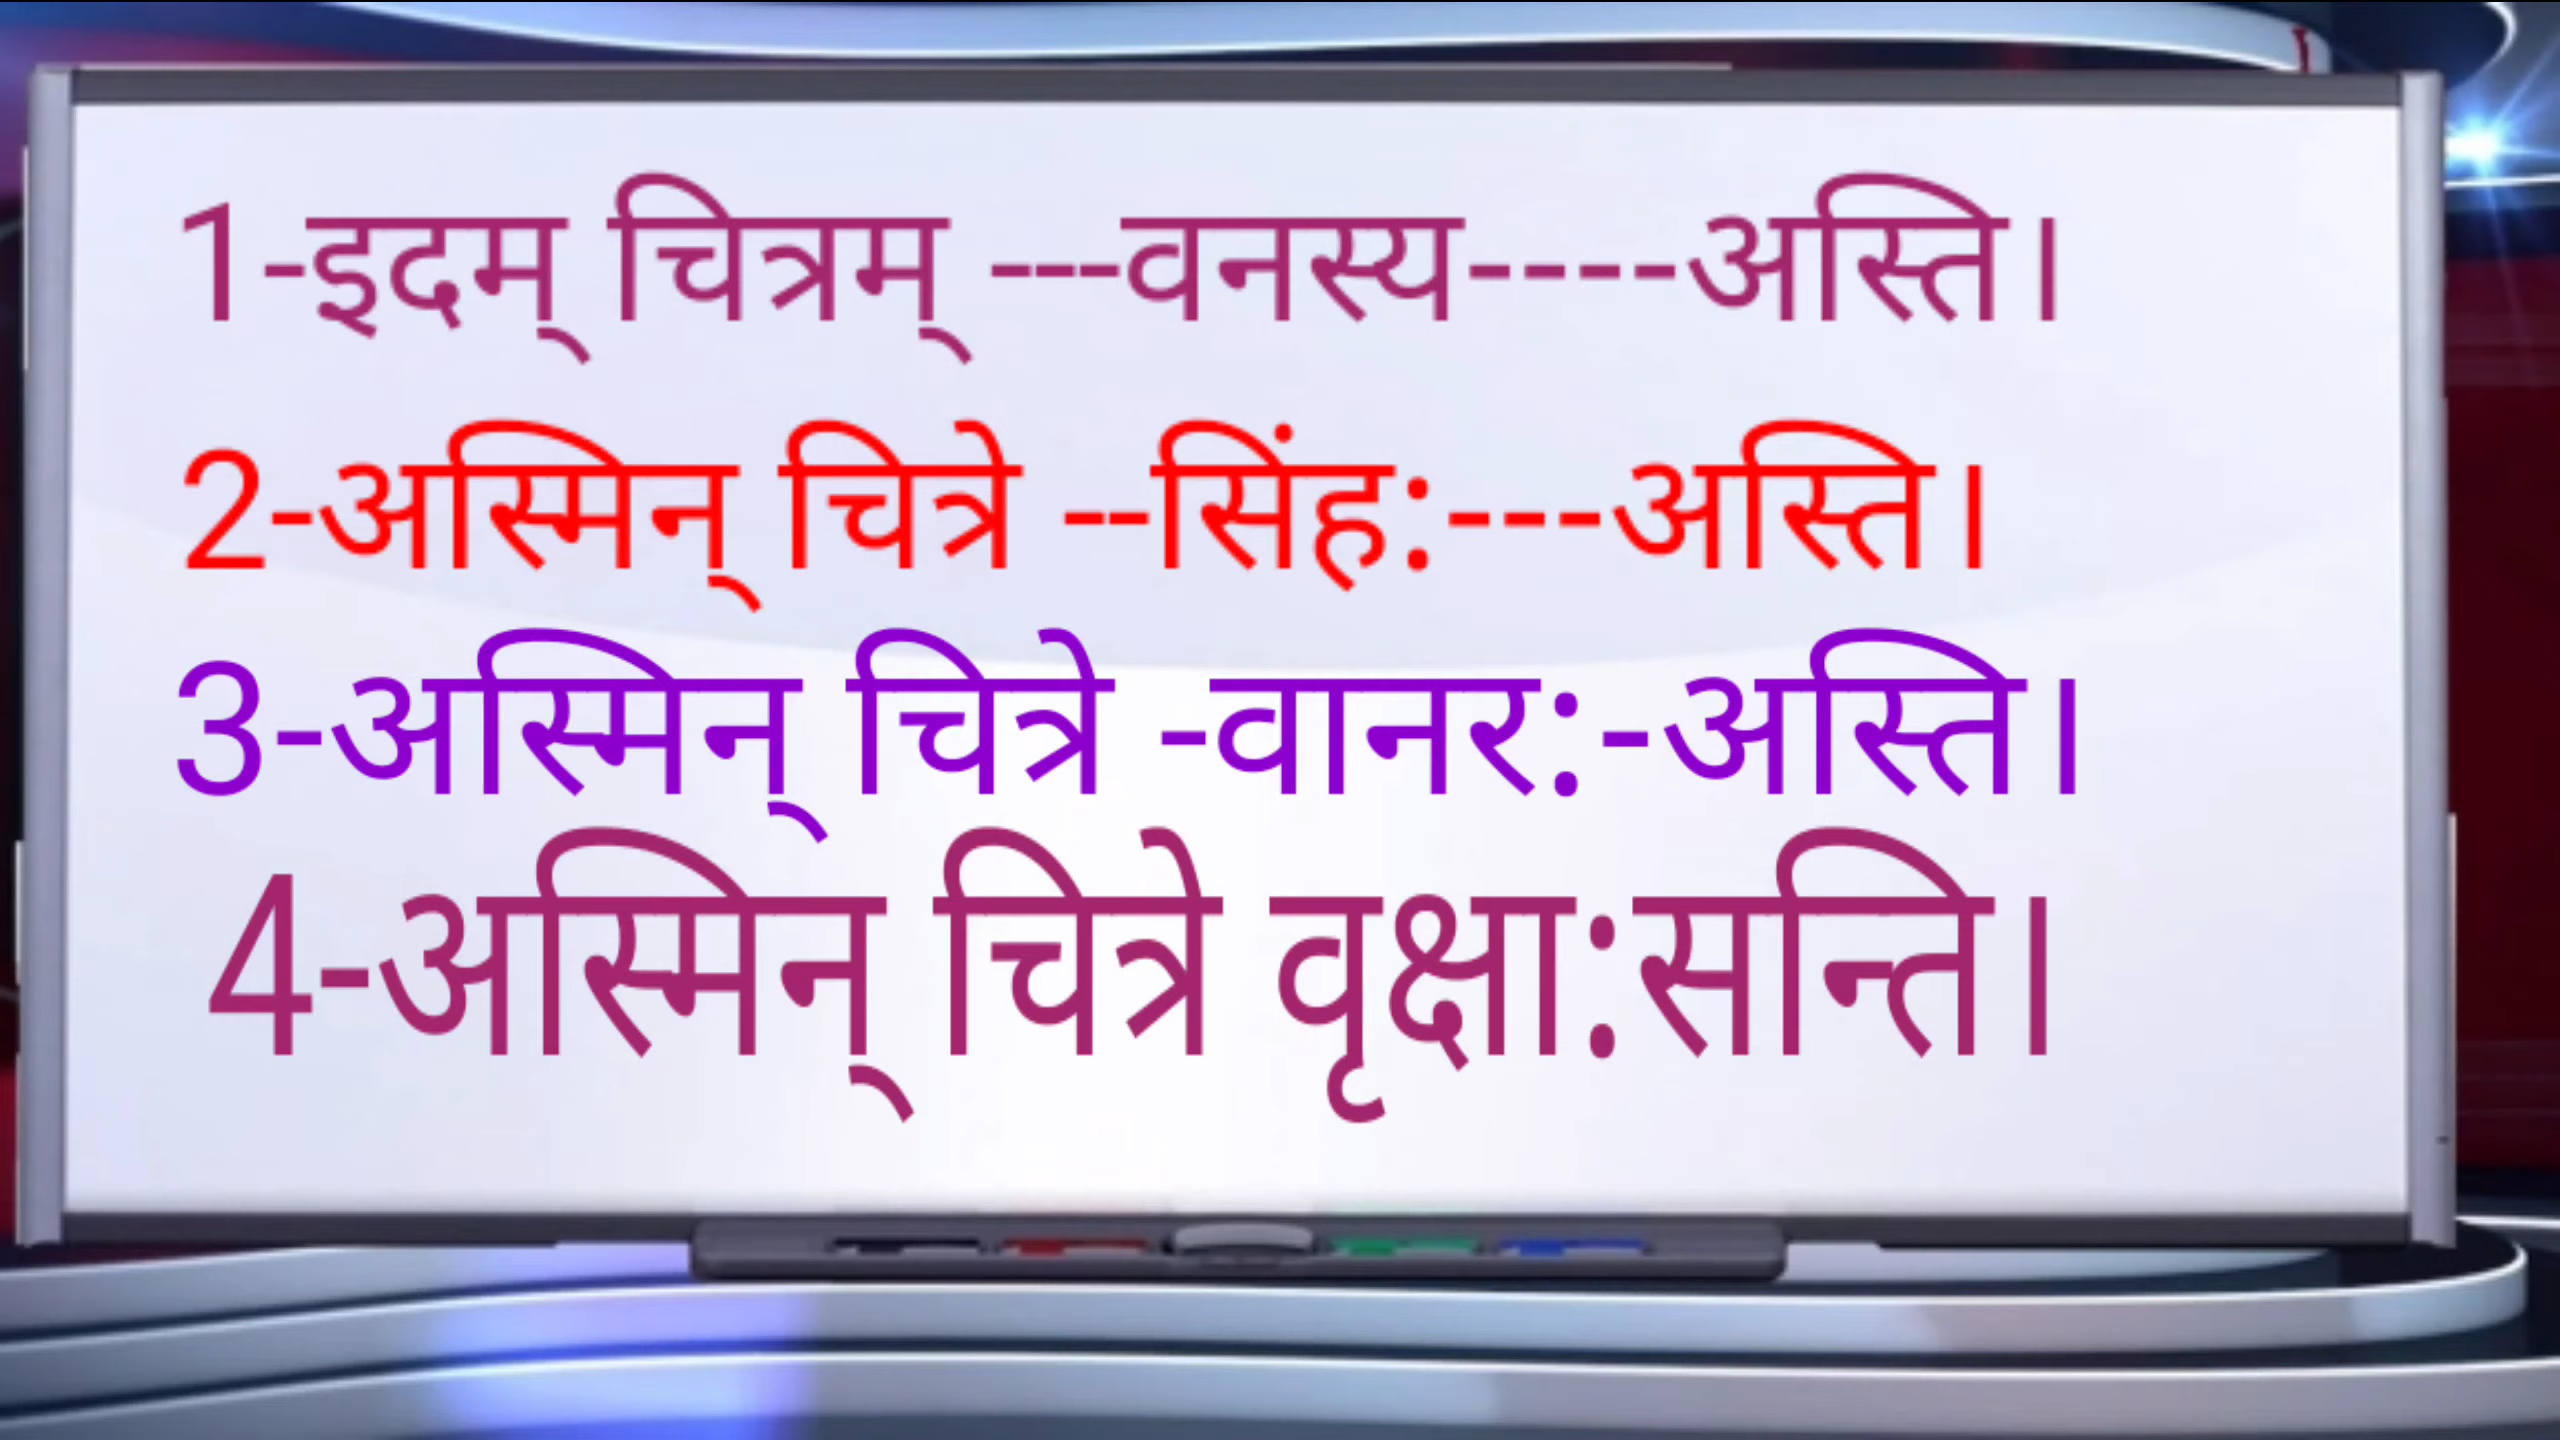 1-इदम् चित्रम् ---वनस्य----अस्ति।
2-अस्मिन् चित्रे --सिंह:---अस्ति।
3-अस्मिन् चित्रे -वानर:-अस्ति।
4-अस्मिन् चित्रे वृक्षा:सन्ति।